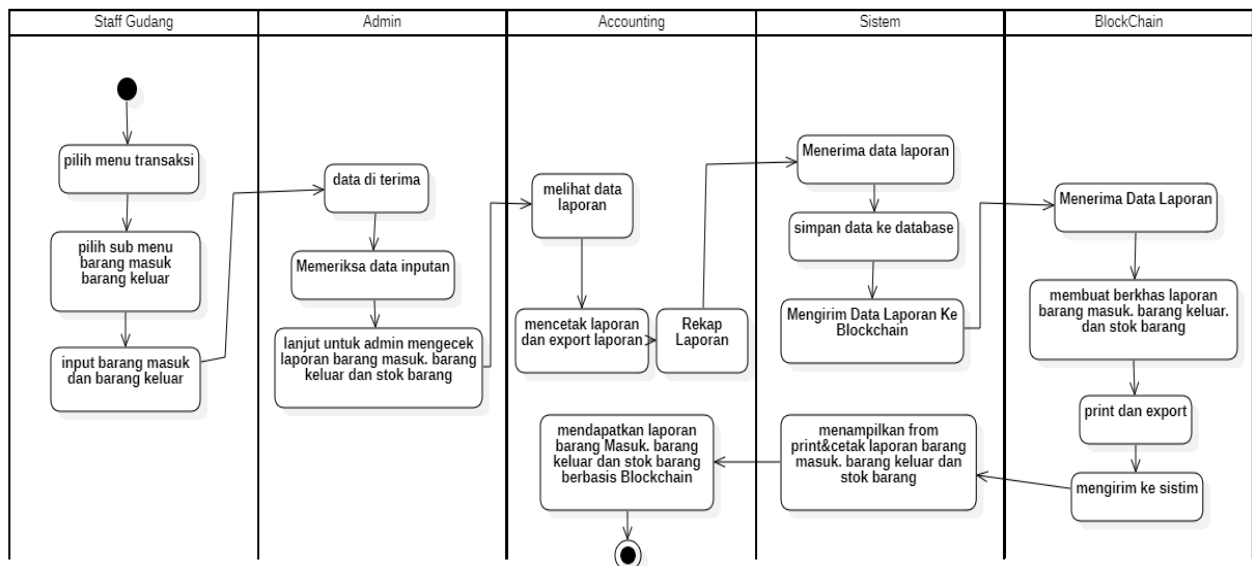 Staff Gudang
Admin
Accounting
Sistem
BlockChain
pilih menu transaksi
pilih sub menu
barang masuk
barang keluar
input barang masuk
dan barang keluar
data di terima
Memeriksa data inputan
lanjut untuk admin mengecek
laporan barang masuk. barang
keluar dan stok barang
melihat data
laporan
mencetak laporan
dan export laporan
Rekap
Laporan
Menerima data laporan
simpan data ke database
Mengirim Data Laporan Ke
Blockchain
Menerima Data Laporan
membuat berkhas laporan
barang masuk. barang keluar.
dan stok barang
print dan export
mengirim ke sistim
menampilkan from
print&cetak laporan barang
masuk. barang keluar dan
stok barang
mendapatkan laporan
barang Masuk. barang
keluar dan stok barang
berbasis Blockchain